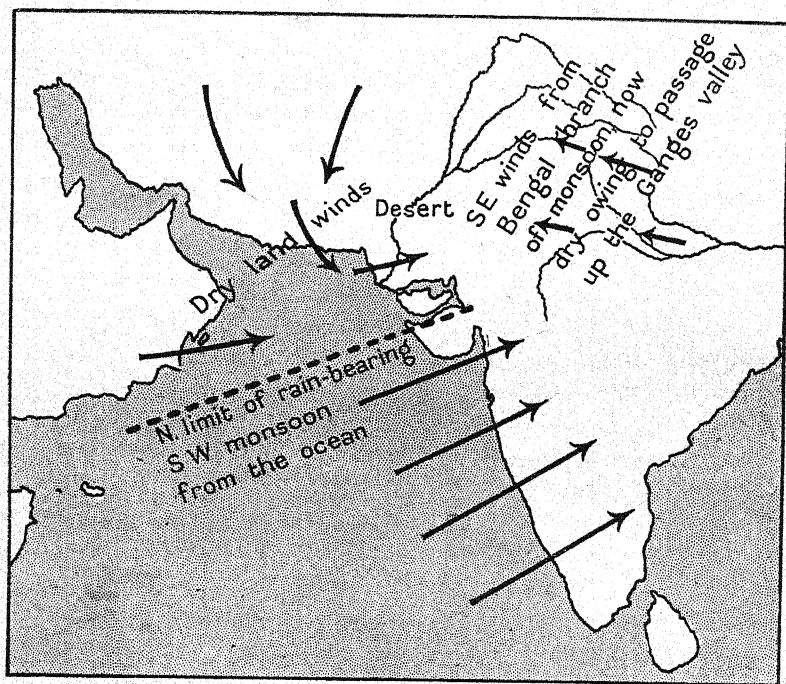 SE winds from
Bengal branch
of monsoon, now
dry owing to passage
up the Ganges valley
Desert
Dry land winds
N. limit of rain-bearing
SW monsoon
from the ocean